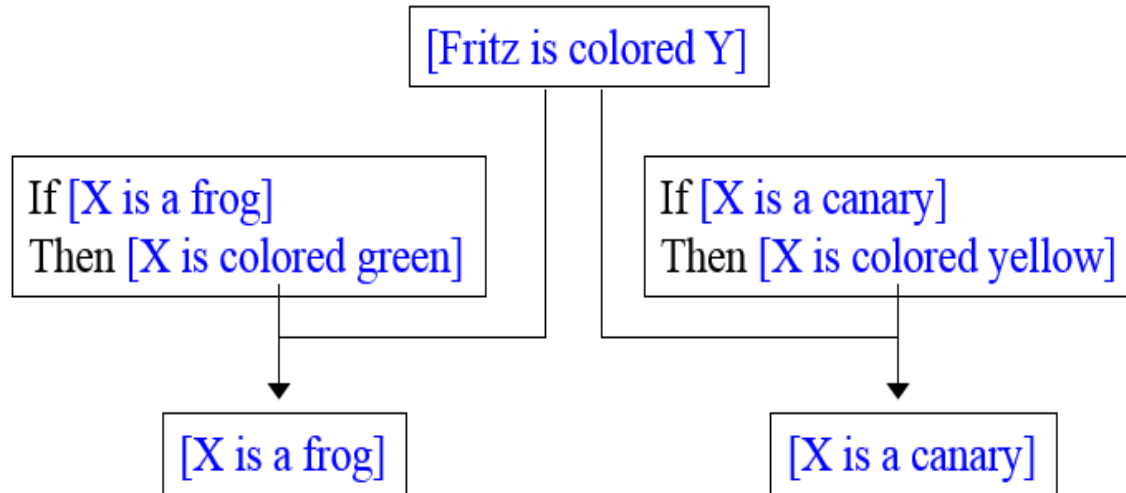 [Fritz is colored Y]
If [X is a frog]
Then [X is colored green]
If [X is a canary]
Then [X is colored yellow]
[X is a frog]
[X is a canary]